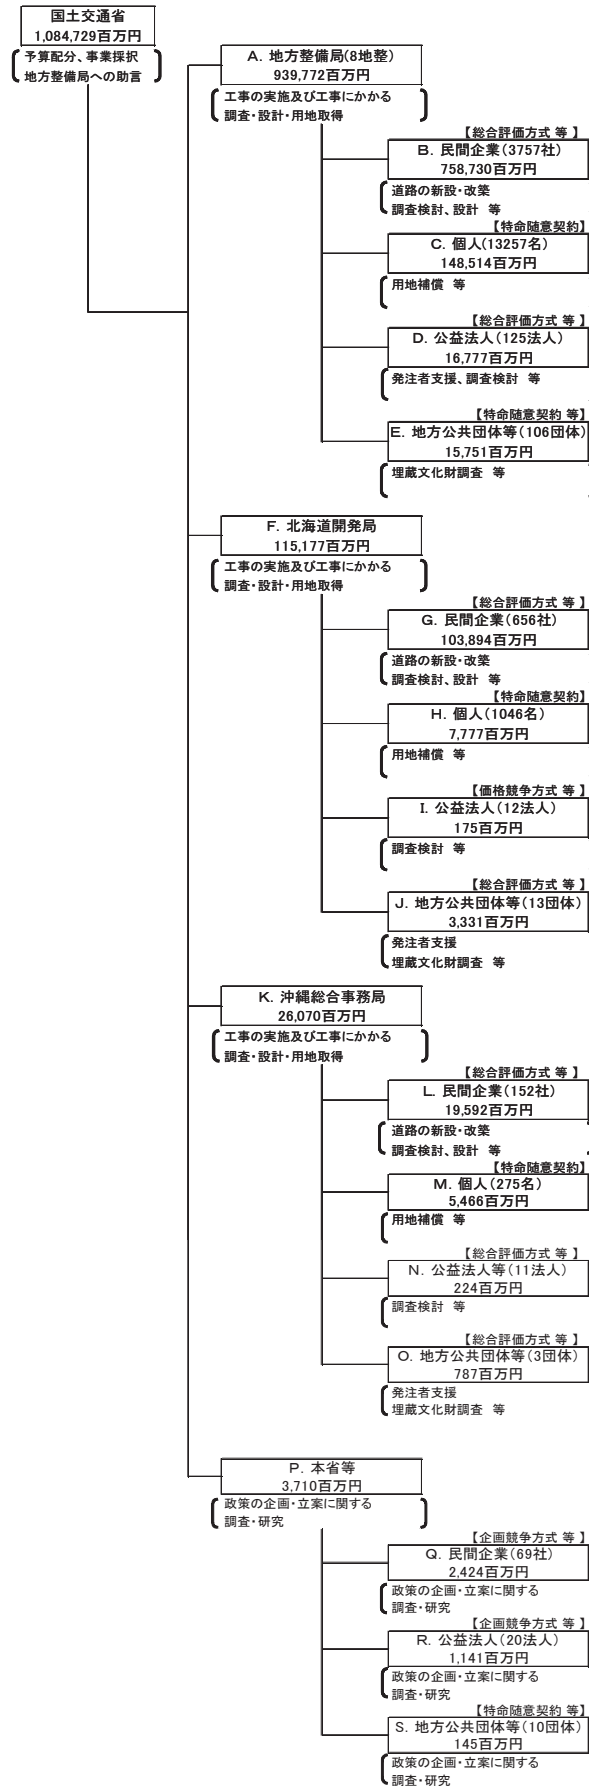 国土交通省
1,084,729百万円
予算配分、事業採択
地方整備局への助言
A. 地方整備局(8地整)
939,772百万円
工事の実施及び工事にかかる
調査・設計・用地取得
【総合評価方式 等 】
B. 民間企業(3757社)
758,730百万円
道路の新設・改築
調査検討、設計 等
【特命随意契約】
C. 個人(13257名)
148,514百万円
用地補償 等
【総合評価方式 等 】
D. 公益法人(125法人)
16,777百万円
発注者支援、調査検討 等
【特命随意契約 等】
E. 地方公共団体等(106団体)
15,751百万円
埋蔵文化財調査 等
F. 北海道開発局
115,177百万円
工事の実施及び工事にかかる
調査・設計・用地取得
【総合評価方式 等 】
G. 民間企業(656社)
103,894百万円
道路の新設・改築
調査検討、設計 等
【特命随意契約】
H. 個人(1046名)
7,777百万円
用地補償 等
【価格競争方式 等 】
I. 公益法人(12法人)
175百万円
調査検討 等
【総合評価方式 等 】
J. 地方公共団体等(13団体)
3,331百万円
発注者支援
埋蔵文化財調査 等
K. 沖縄総合事務局
26,070百万円
工事の実施及び工事にかかる
調査・設計・用地取得
【総合評価方式 等 】
L. 民間企業(152社)
19,592百万円
道路の新設・改築
調査検討、設計 等
【特命随意契約】
M. 個人(275名)
5,466百万円
用地補償 等
【総合評価方式 等 】
N. 公益法人等(11法人)
224百万円
調査検討 等
【総合評価方式 等 】
O. 地方公共団体等(3団体)
787百万円
発注者支援
埋蔵文化財調査 等
P. 本省等
3,710百万円
政策の企画・立案に関する
調査・研究
【企画競争方式 等 】
Q. 民間企業(69社)
2,424百万円
政策の企画・立案に関する
調査・研究
【企画競争方式 等 】
R. 公益法人(20法人)
1,141百万円
政策の企画・立案に関する
調査・研究
【特命随意契約 等】
S. 地方公共団体等(10団体)
145百万円
政策の企画・立案に関する
調査・研究